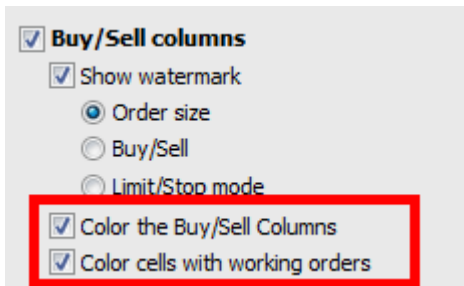 Buy/Sell columns
Show watermark
Order size
Buy/Sell
Limit/Stop mode
Color the Buy/Sell Columns
Color cells with working orders